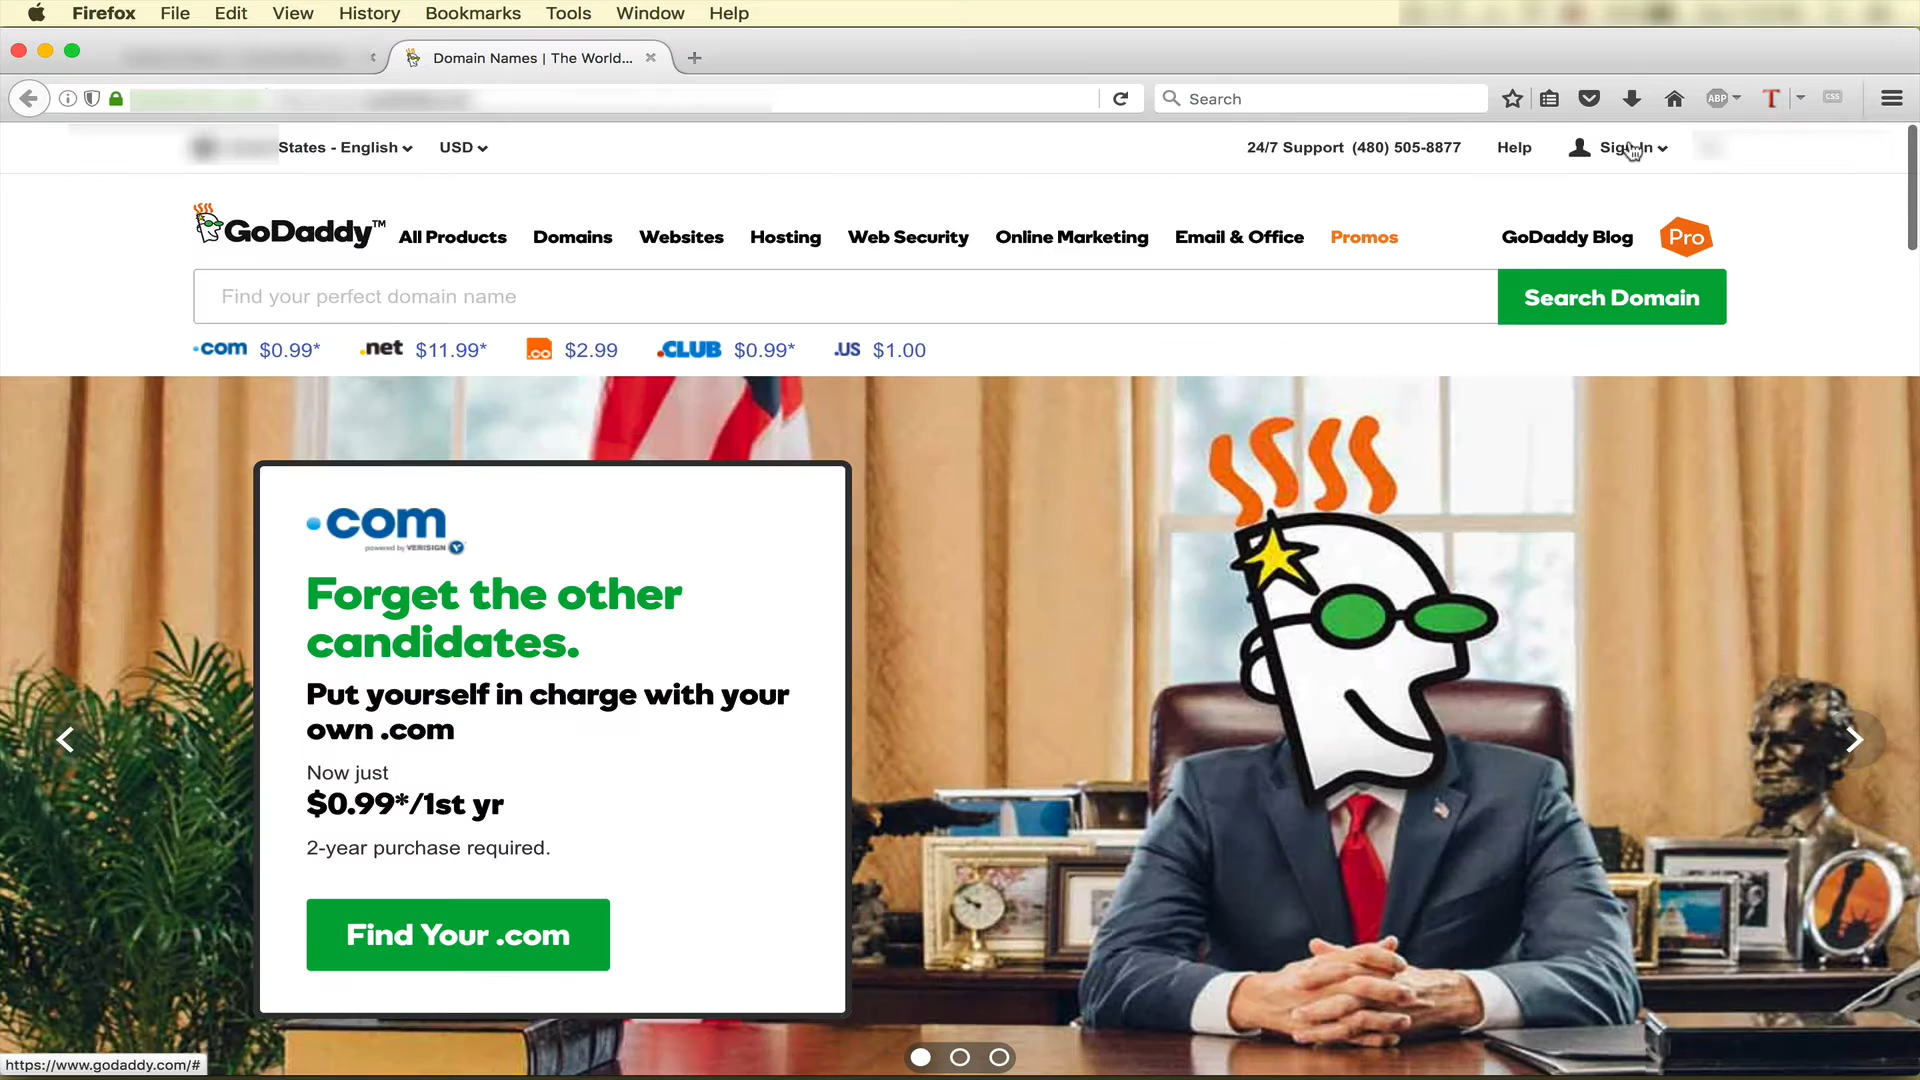 Firefox File Edit View History Bookmarks Tools Window Help
Domain Names | The World...
Search
ABP
T
CSS
States - English
USD
24/7 Support (480) 505-8877
Help
Sign In
GoDaddy™
All Products
Domains
Websites
Hosting
Web Security
Online Marketing
Email & Office
Promos
GoDaddy Blog
Pro
Find your perfect domain name
Search Domain
.com $0.99*
.net $11.99*
.co $2.99
.CLUB $0.99*
.US $1.00
.com
powered by VERISIGN
Forget the other
candidates.
Put yourself in charge with your
own .com
Now just
$0.99*/1st yr
2-year purchase required.
Find Your .com
https://www.godaddy.com/#